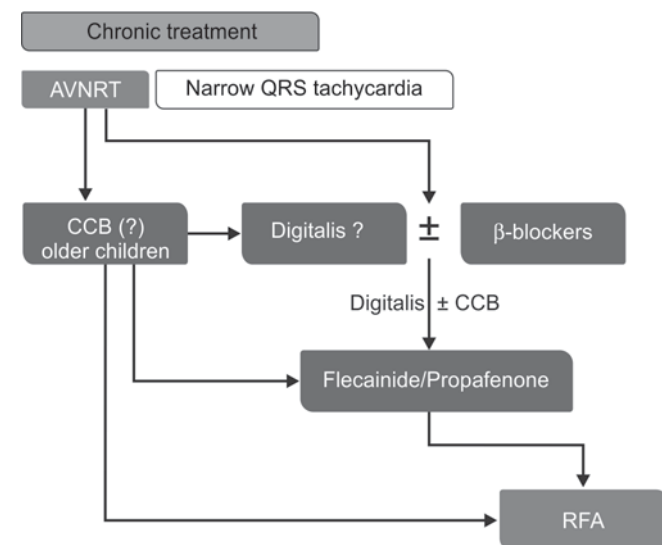 Chronic treatment
AVNRT
Narrow QRS tachycardia
CCB (?)
older children
Digitalis ?
±
β-blockers
Digitalis ± CCB
Flecainide/Propafenone
RFA